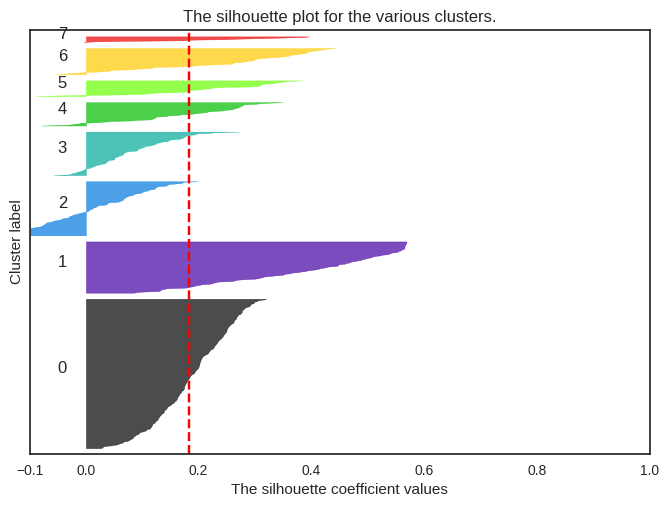 The silhouette plot for the various clusters.
7
6
5
4
3
2
1
0
Cluster label
−0.1 0.0 0.2 0.4 0.6 0.8 1.0
The silhouette coefficient values